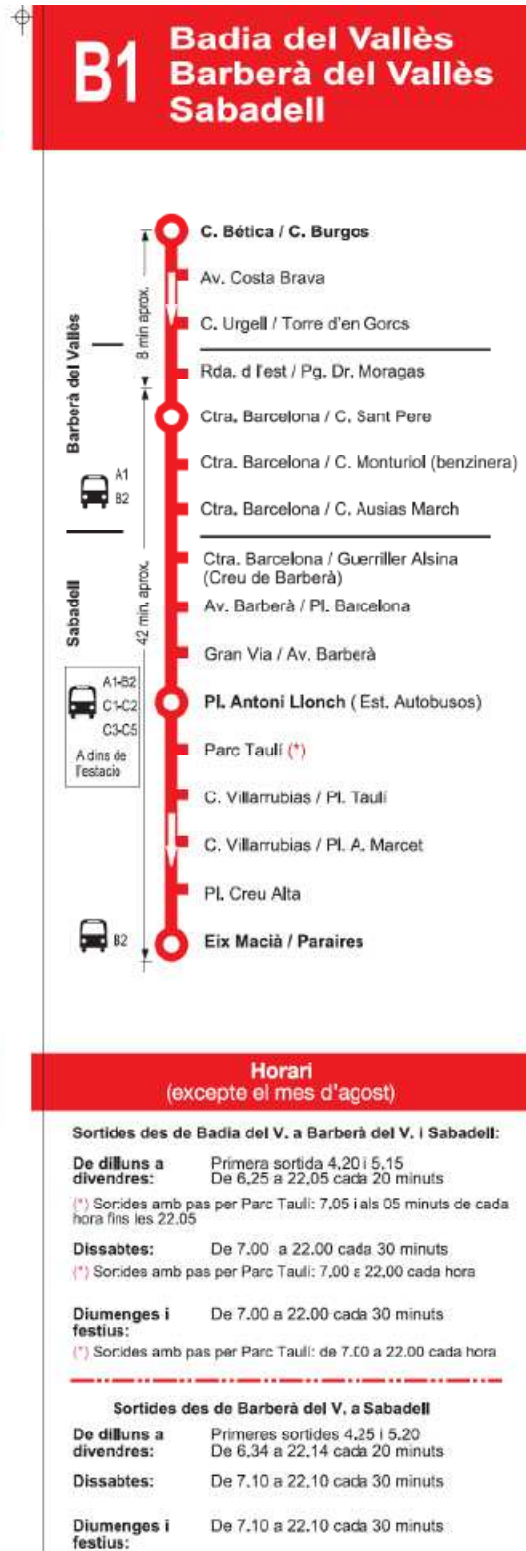 B1
Badia del Vallès
Barberà del Vallès
Sabadell
C. Bética / C. Burgos
Av. Costa Brava
C. Urgell / Torre d'en Gorcs
Rda. d l'est / Pg. Dr. Moragas
Ctra. Barcelona / C. Sant Pere
Ctra. Barcelona / C. Monturiol (benzinera)
Ctra. Barcelona / C. Ausias March
Ctra. Barcelona / Guerriller Alsina
(Creu de Barberà)
Av. Barberà / Pl. Barcelona
Gran Via / Av. Barberà
Pl. Antoni Llonch (Est. Autobusos)
Parc Taulí (*)
C. Villarrubias / Pl. Taulí
C. Villarrubias / Pl. A. Marcet
Pl. Creu Alta
Eix Macià / Paraires
8 min aprox.
42 min. aprox.
Barberà del Vallès
A1
B2
Sabadell
A1-B2
C1-C2
C3-C5
A dins de
l'estacio
B2
Horari
(excepte el mes d'agost)
Sortides des de Badia del V. a Barberà del V. i Sabadell:
De dilluns a divendres:
Primera sortida 4,20 i 5,15
De 6,25 a 22,05 cada 20 minuts
(*) Sortides amb pas per Parc Taulí: 7,05 i als 05 minuts de cada
hora fins les 22.05
Dissabtes: De 7.00 a 22.00 cada 30 minuts
(*) Sortides amb pas per Parc Taulí: 7,00 a 22,00 cada hora
Diumenges i festius: De 7.00 a 22.00 cada 30 minuts
(*) Sortides amb pas per Parc Taulí: de 7.00 a 22.00 cada hora
Sortides des de Barberà del V. a Sabadell
De dilluns a divendres:
Primeres sortides 4.25 i 5.20
De 6,34 a 22,14 cada 20 minuts
Dissabtes: De 7.10 a 22.10 cada 30 minuts
Diumenges i festius: De 7.10 a 22.10 cada 30 minuts